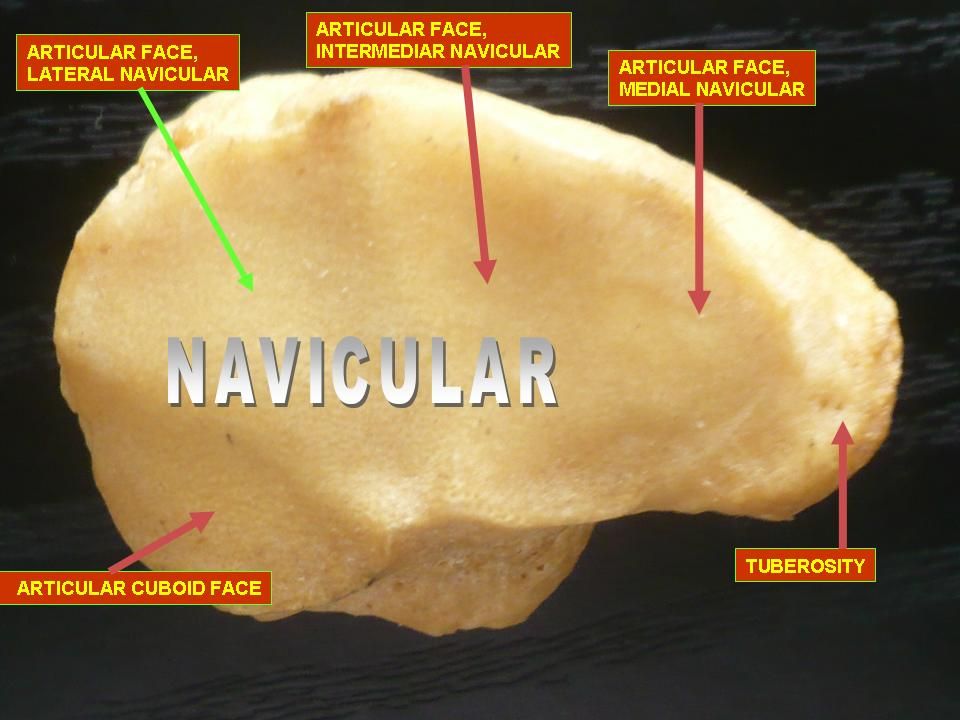 ARTICULAR FACE,
LATERAL NAVICULAR
ARTICULAR FACE,
INTERMEDIAR NAVICULAR
ARTICULAR FACE,
MEDIAL NAVICULAR
NAVICULAR
ARTICULAR CUBOID FACE
TUBEROSITY